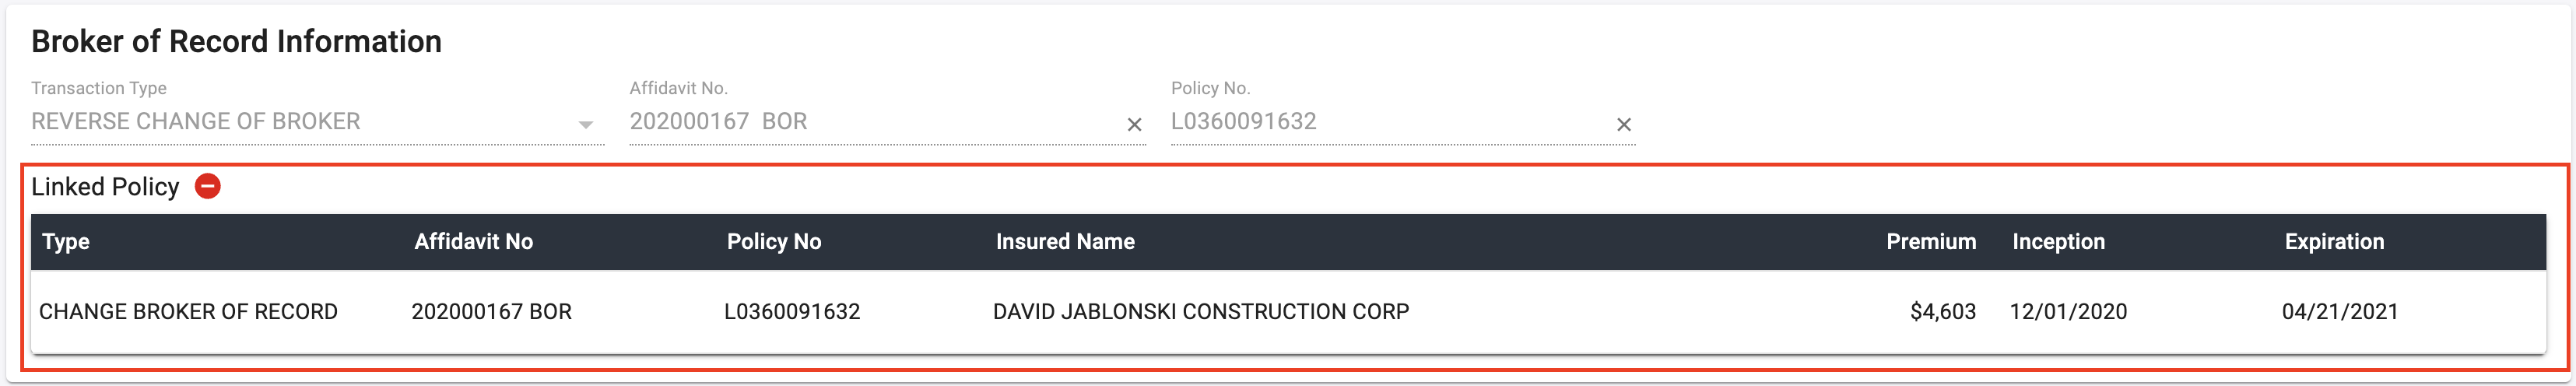 Broker of Record Information
Transaction Type Affidavit No. Policy No.
REVERSE CHANGE OF BROKER 202000167  BOR L0360091632
Linked Policy
Type Affidavit No Policy No Insured Name Premium Inception Expiration
CHANGE BROKER OF RECORD 202000167 BOR L0360091632 DAVID JABLONSKI CONSTRUCTION CORP $4,603 12/01/2020 04/21/2021